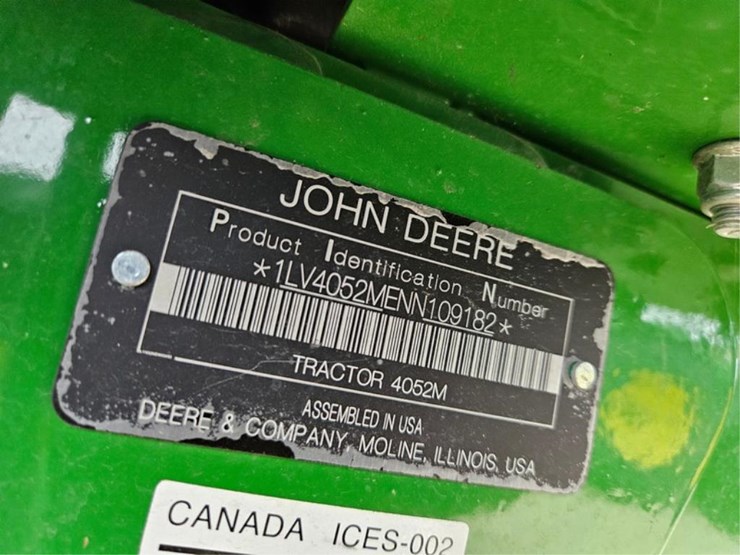 JOHN DEERE
Product Identification Number
*1LV4052MENN109182*
TRACTOR 4052M
ASSEMBLED IN USA
DEERE & COMPANY MOLINE, ILLINOIS USA
CANADA ICES-002